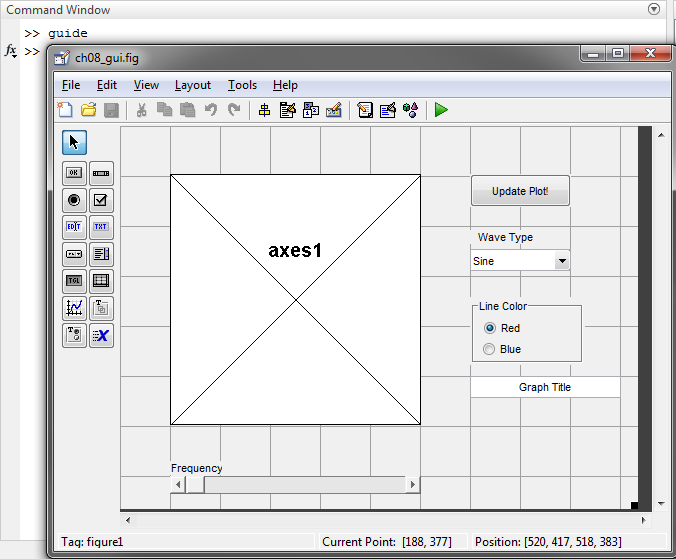 Command Window
>> guide
fx >>
ch08_gui.fig
File Edit View Layout Tools Help
OK
EDIT TXT
TGL
T
T
X
axes1
Update Plot!
Wave Type
Sine
Line Color
Red
Blue
Graph Title
Frequency
Tag: figure1 Current Point: [188, 377] Position: [520, 417, 518, 383]